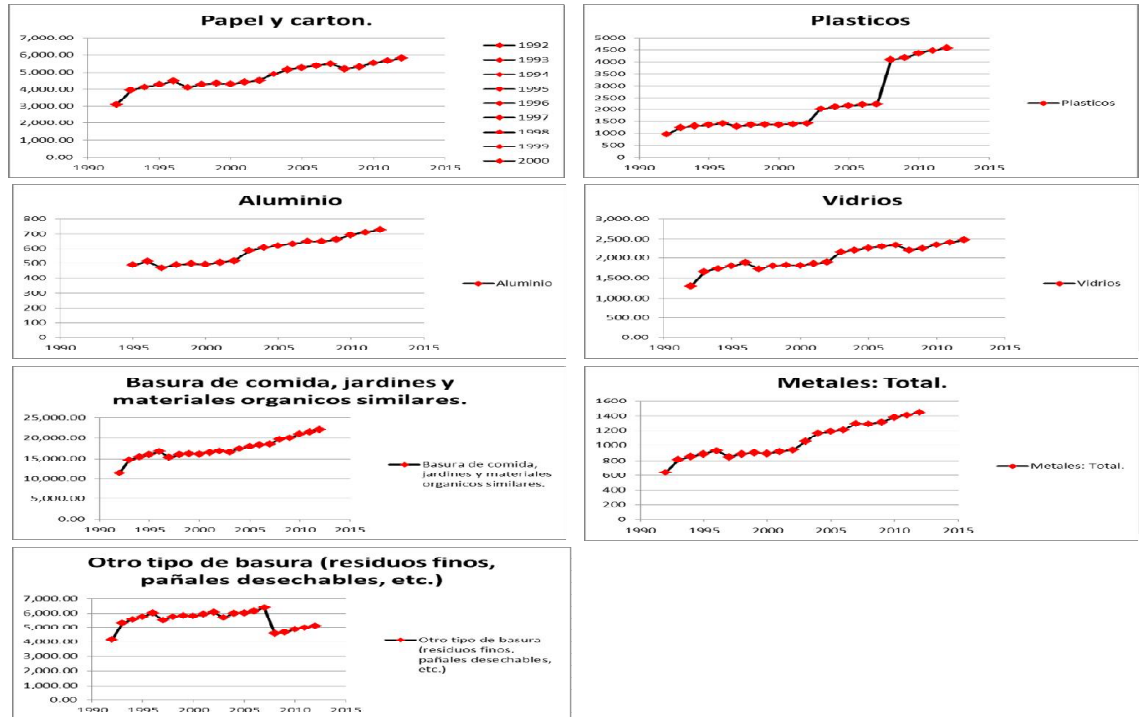 Papel y carton.
7,000.00
6,000.00
5,000.00
4,000.00
3,000.00
2,000.00
1,000.00
0.00
1990 1995 2000 2005 2010 2015
1992
1993
1994
1995
1996
1997
1998
1999
2000
Plasticos
5000
4500
4000
3500
3000
2500
2000
1500
1000
500
0
1990 1995 2000 2005 2010 2015
Plasticos
Aluminio
800
700
600
500
400
300
200
100
0
1990 1995 2000 2005 2010 2015
Aluminio
Vidrios
3,000.00
2,500.00
2,000.00
1,500.00
1,000.00
500.00
0.00
1990 1995 2000 2005 2010 2015
Vidrios
Basura de comida, jardines y
materiales organicos similares.
25,000.00
20,000.00
15,000.00
10,000.00
5,000.00
0.00
1990 1995 2000 2005 2010 2015
Basura de comida,
jardines y materiales
organicos similares.
Metales: Total.
1600
1400
1200
1000
800
600
400
200
0
1990 1995 2000 2005 2010 2015
Metales: Total.
Otro tipo de basura (residuos finos,
pañales desechables, etc.)
7,000.00
6,000.00
5,000.00
4,000.00
3,000.00
2,000.00
1,000.00
0.00
1990 1995 2000 2005 2010 2015
Otro tipo de basura
(residuos finos,
pañales desechables,
etc.)